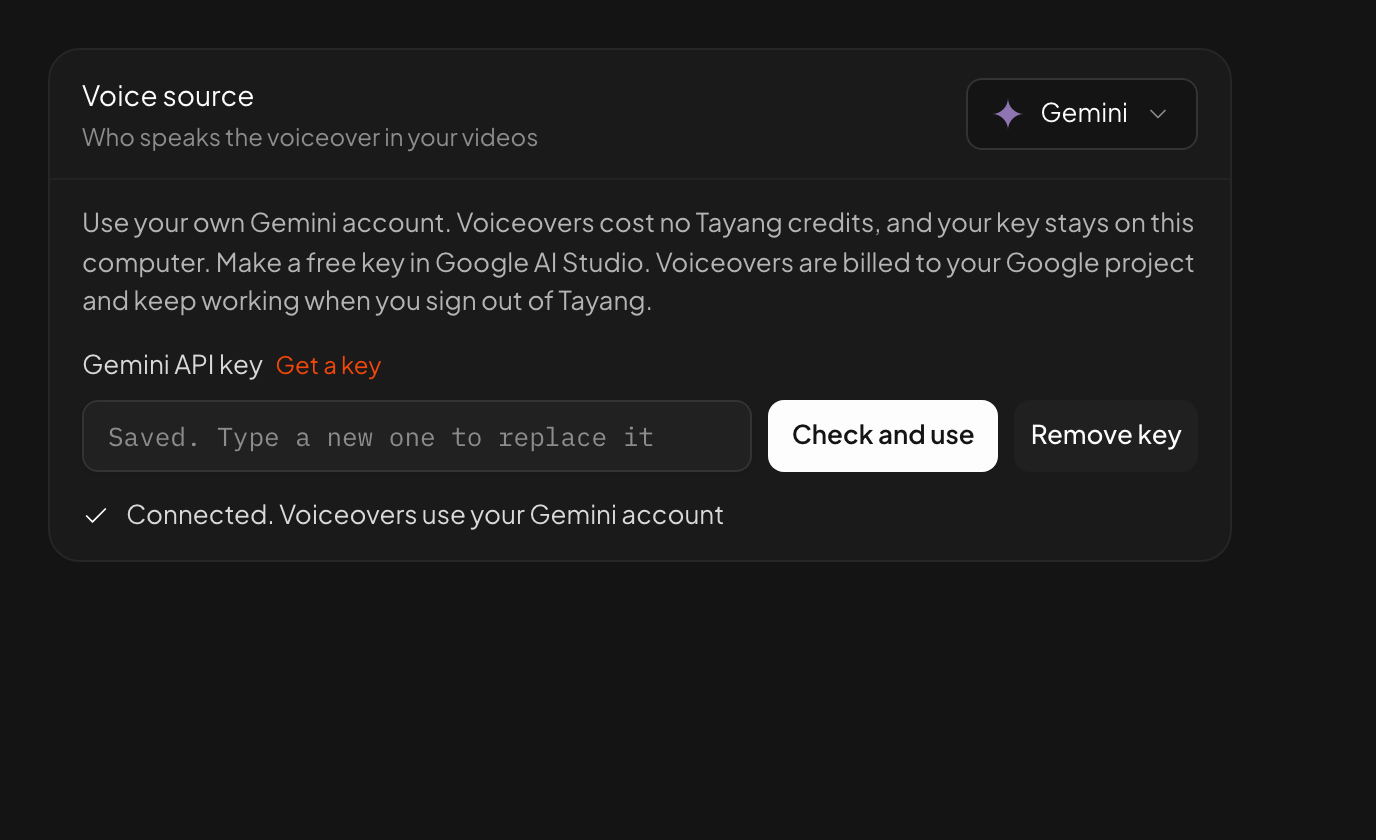 Voice source
Gemini
Who speaks the voiceover in your videos
Use your own Gemini account. Voiceovers cost no Tayang credits, and your key stays on this
computer. Make a free key in Google AI Studio. Voiceovers are billed to your Google project
and keep working when you sign out of Tayang.
Gemini API key Get a key
Saved. Type a new one to replace it
Check and use
Remove key
Connected. Voiceovers use your Gemini account